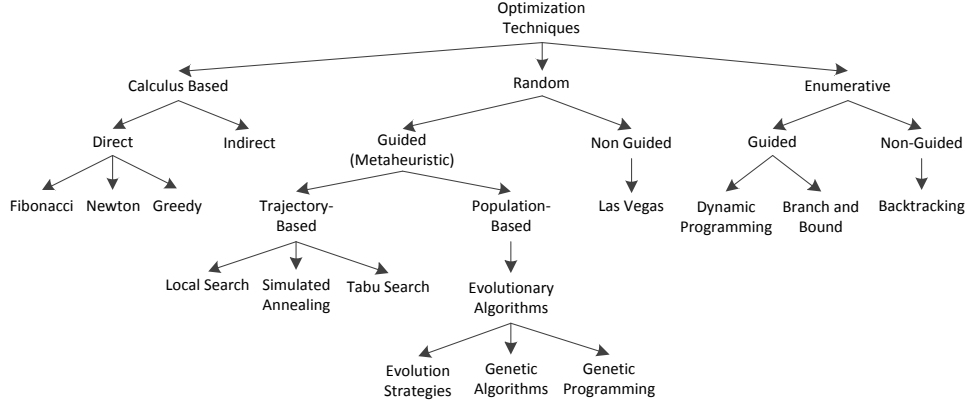 Optimization
Techniques
Calculus Based
Random
Enumerative
Direct
Indirect
Guided
(Metaheuristic)
Non Guided
Guided
Non-Guided
Fibonacci
Newton
Greedy
Trajectory-
Based
Population-
Based
Las Vegas
Dynamic
Programming
Branch and
Bound
Backtracking
Local Search
Simulated
Annealing
Tabu Search
Evolutionary
Algorithms
Evolution
Strategies
Genetic
Algorithms
Genetic
Programming